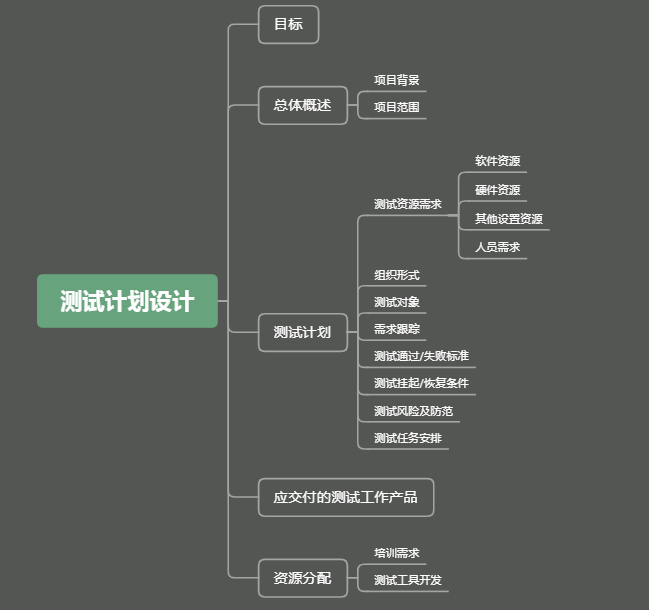 目标
总体概述
项目背景
项目范围
测试计划设计
测试计划
测试资源需求
软件资源
硬件资源
其他设置资源
人员需求
组织形式
测试对象
需求跟踪
测试通过/失败标准
测试挂起/恢复条件
测试风险及防范
测试任务安排
应交付的测试工作产品
资源分配
培训需求
测试工具开发